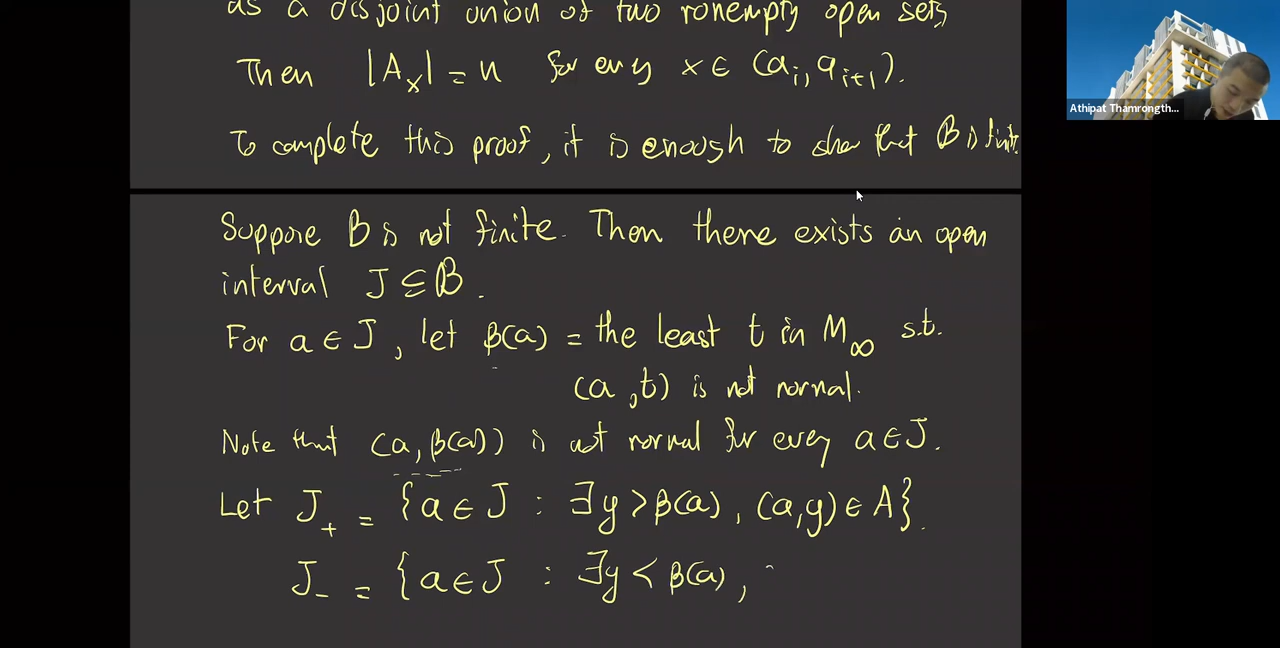 as a disjoint union of two nonempty open sets
Then |A_x| = n for every x ∈ (a_i, a_{i+1}).
To complete this proof, it is enough to show that B is finite.
Suppose B is not finite. Then there exists an open
interval J ⊆ B.
For a ∈ J, let β(a) = the least t in M_∞ s.t.
(a, t) is not normal.
Note that (a, β(a)) is not normal for every a ∈ J.
Let J_+ = {a ∈ J : ∃y > β(a), (a,y) ∈ A}.
J_- = {a ∈ J : ∃y < β(a),
Athipat Thamrongth...